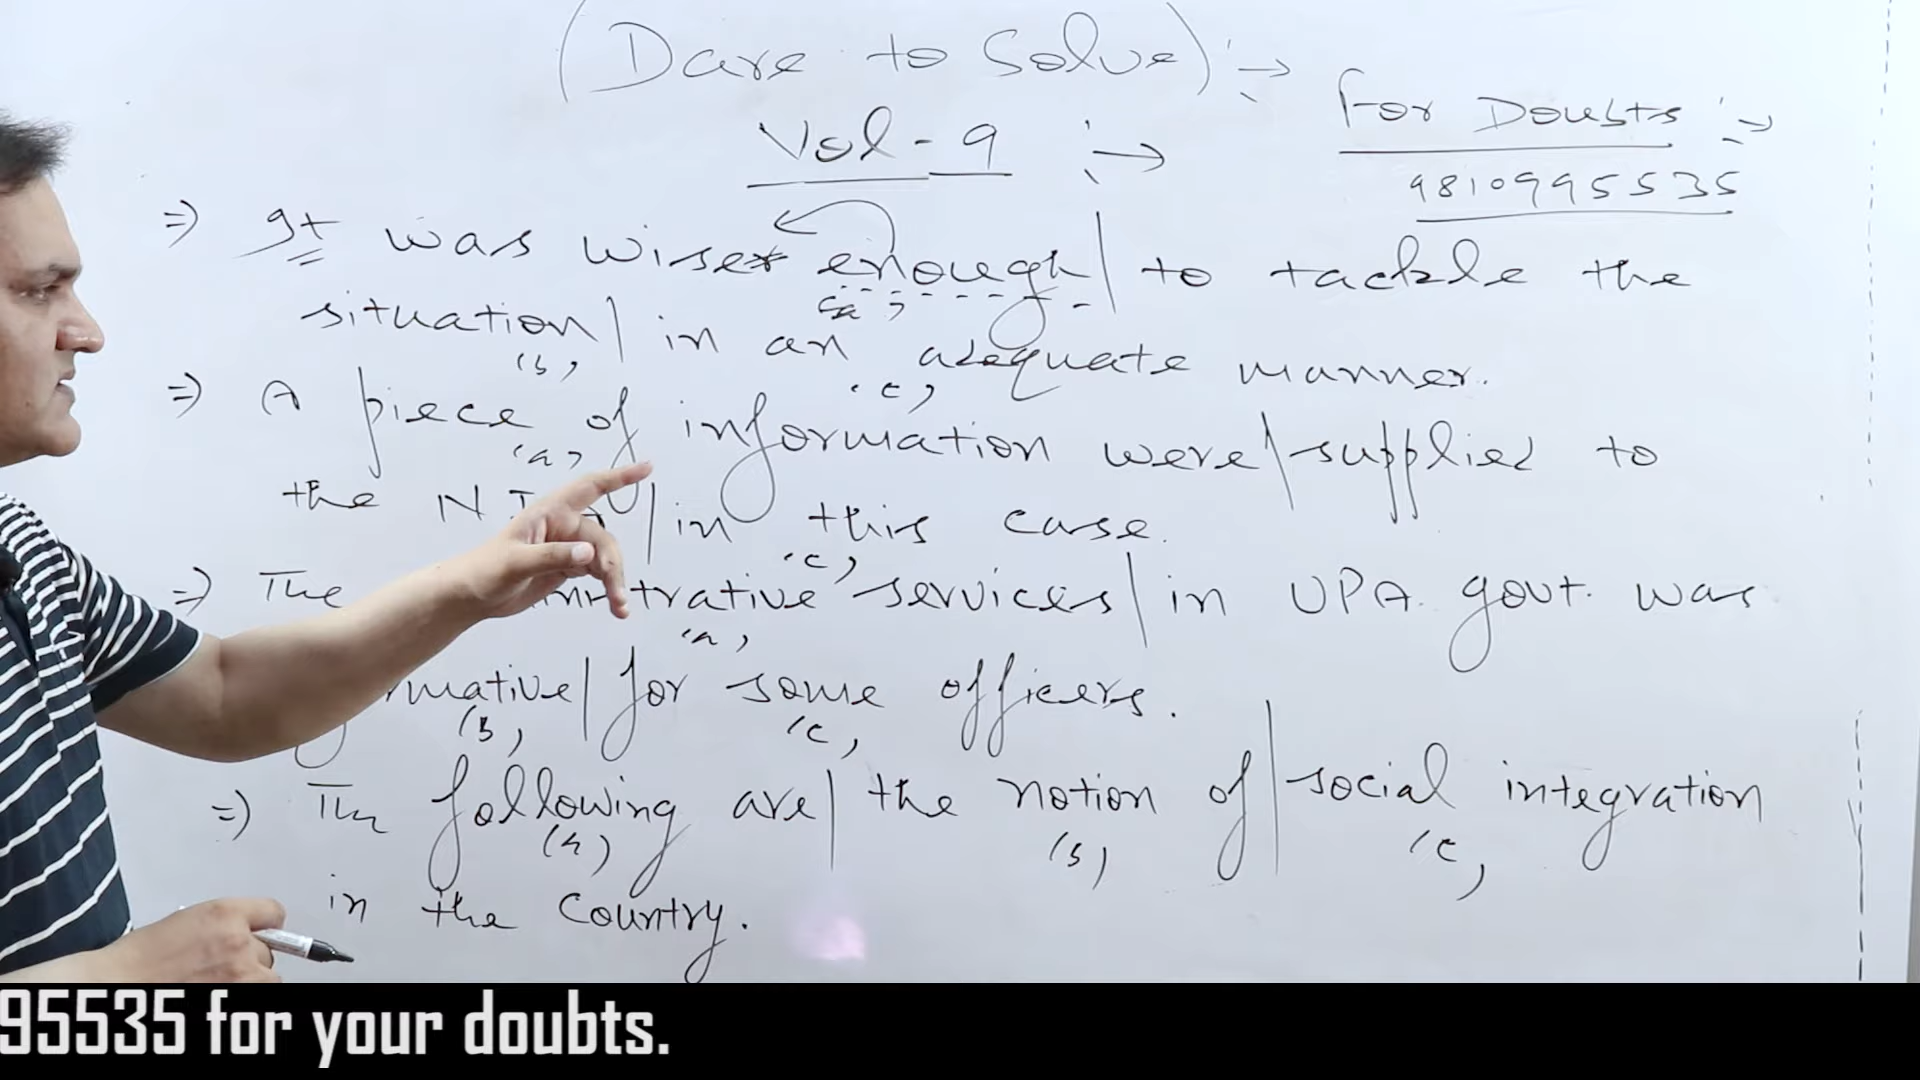 (Dare to Solve) :->
Vol - 9 :->
For Doubts :->
9810995535
=> It was wiser enough | to tackle the
(a)
situation | in an adequate manner.
(b) (c)
=> A piece of information were | supplied to
(a)
the | in this case.
(c)
=> The services | in UPA govt. was
(a)
| for some officers.
(b) (c)
=> The following are | the notion of | social integration
(a) (b) (c)
in the country.
95535 for your doubts.